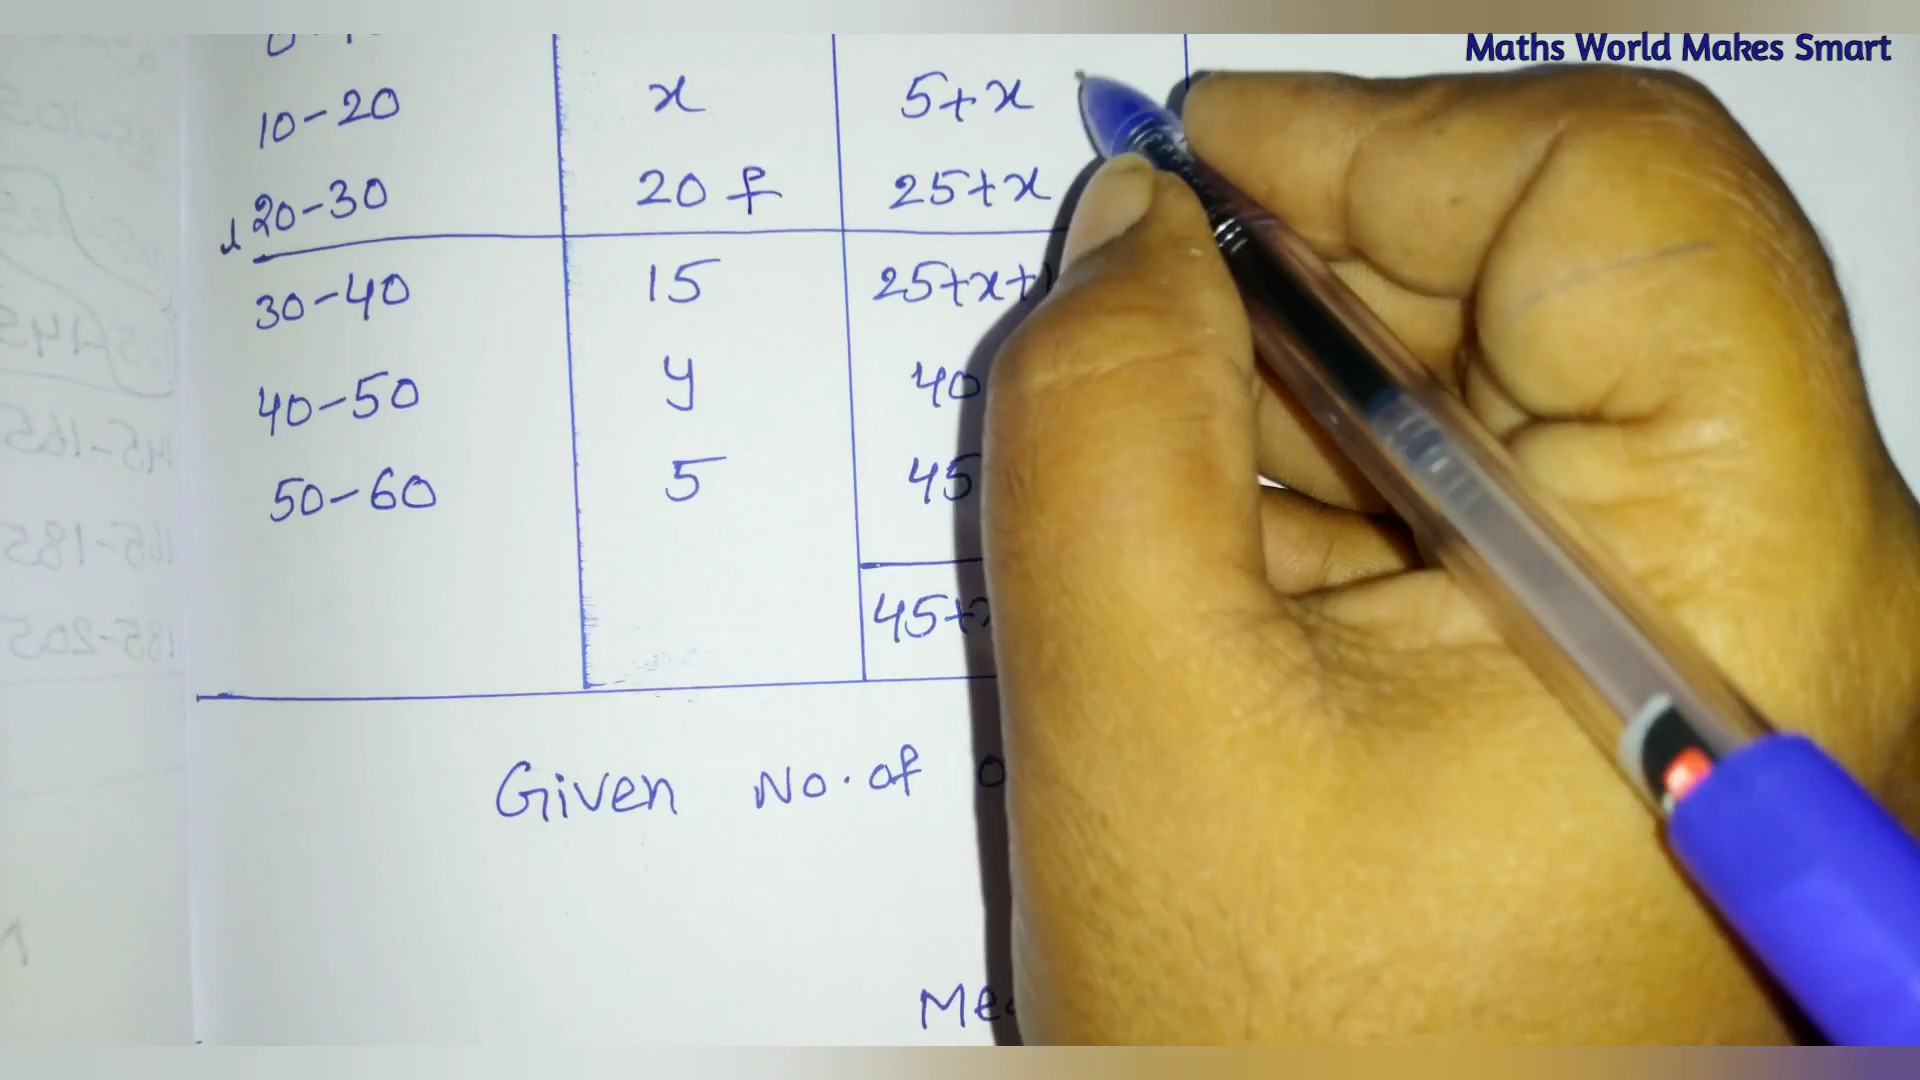 Maths World Makes Smart
10-20 x 5+x
l 20-30 20 f 25+x
30-40 15 25+x+
40-50 y 40
50-60 5 45
45+x
Given No. of